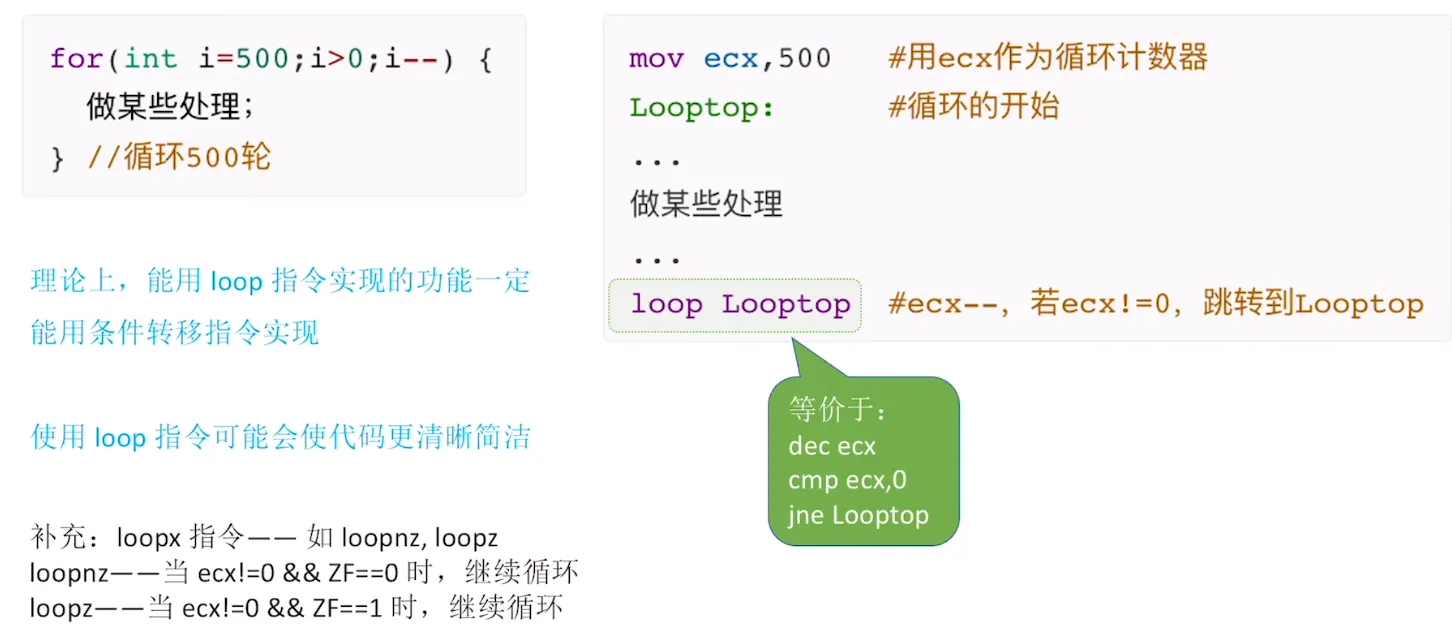 for(int i=500;i>0;i--) {
做某些处理；
} //循环500轮
理论上，能用 loop 指令实现的功能一定
能用条件转移指令实现
使用 loop 指令可能会使代码更清晰简洁
补充：loopx 指令—— 如 loopnz, loopz
loopnz——当 ecx!=0 && ZF==0 时，继续循环
loopz——当 ecx!=0 && ZF==1 时，继续循环
mov ecx,500 #用ecx作为循环计数器
Looptop: #循环的开始
...
做某些处理
...
loop Looptop #ecx--，若ecx!=0，跳转到Looptop
等价于：
dec ecx
cmp ecx,0
jne Looptop